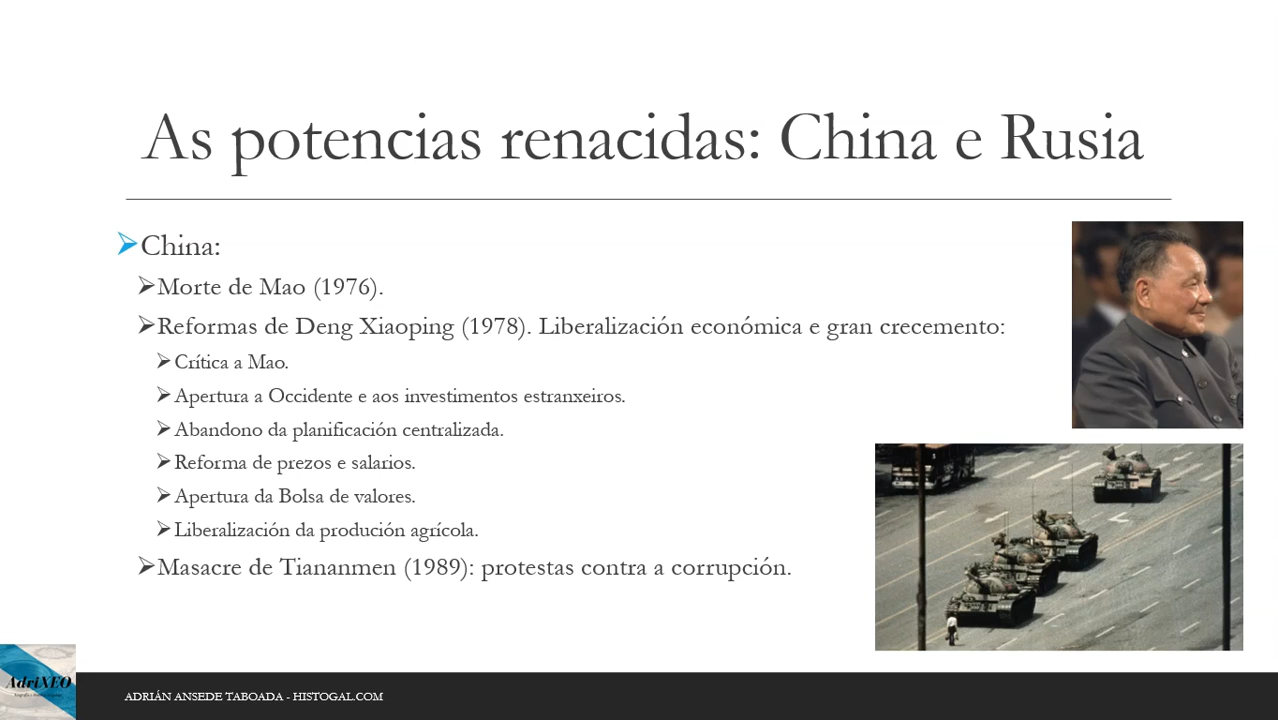 As potencias renacidas: China e Rusia
China:
Morte de Mao (1976).
Reformas de Deng Xiaoping (1978). Liberalización económica e gran crecemento:
Crítica a Mao.
Apertura a Occidente e aos investimentos estranxeiros.
Abandono da planificación centralizada.
Reforma de prezos e salarios.
Apertura da Bolsa de valores.
Liberalización da produción agrícola.
Masacre de Tiananmen (1989): protestas contra a corrupción.
AdriXEO
ADRIÁN ANSEDE TABOADA - HISTOGAL.COM